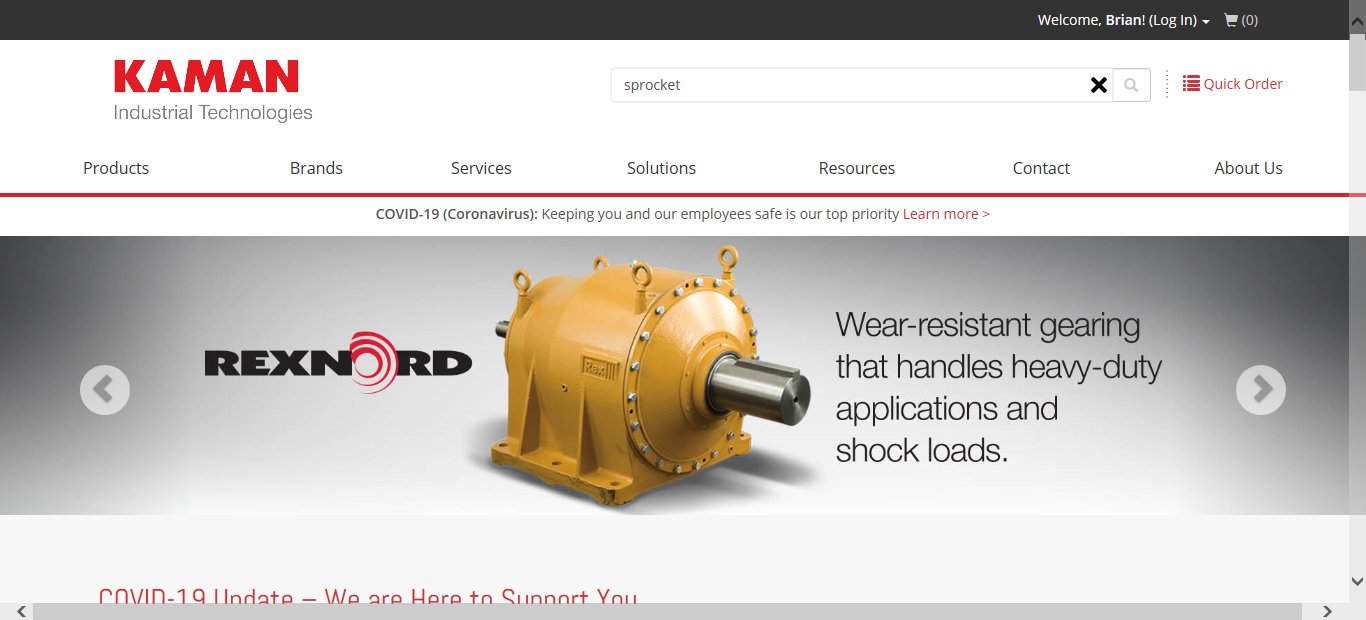 Welcome, Brian! (Log In) (0)
KAMAN
Industrial Technologies
sprocket
Quick Order
Products Brands Services Solutions Resources Contact About Us
COVID-19 (Coronavirus): Keeping you and our employees safe is our top priority Learn more >
REXNORD
Rex
Wear-resistant gearing
that handles heavy-duty
applications and
shock loads.
COVID-19 Update – We are Here to Support You